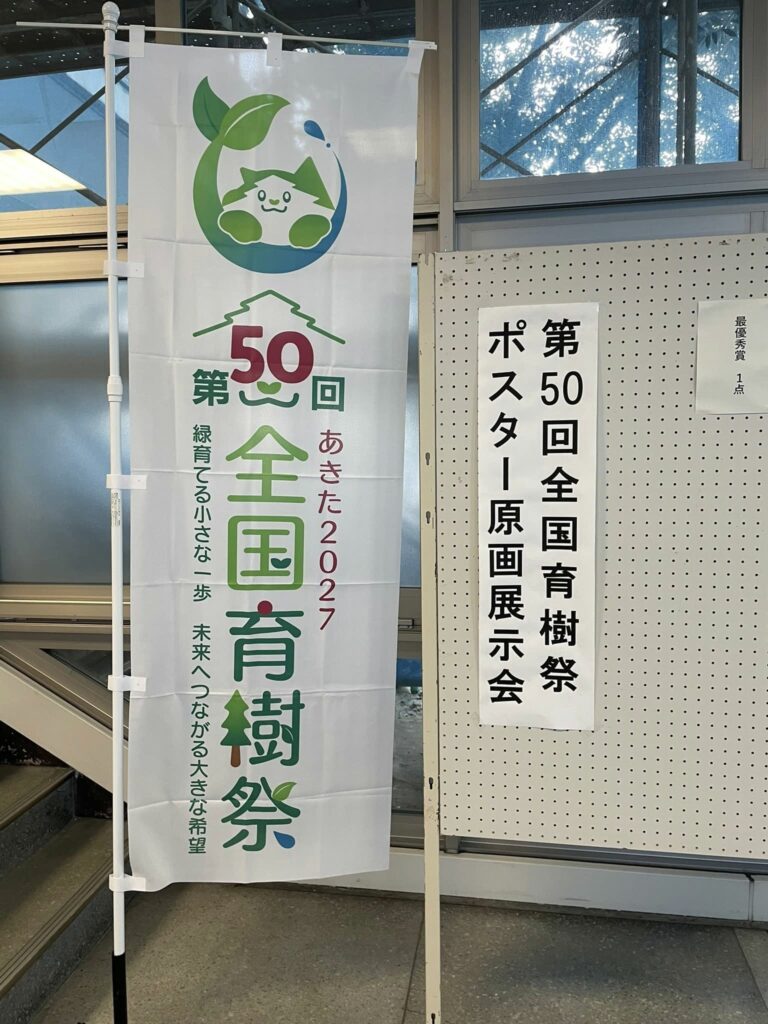 第50回
あきた2027
全国育樹祭
緑育てる小さな一歩 未来へつながる大きな希望
第50回全国育樹祭
ポスター原画展示会
最優秀賞 1点